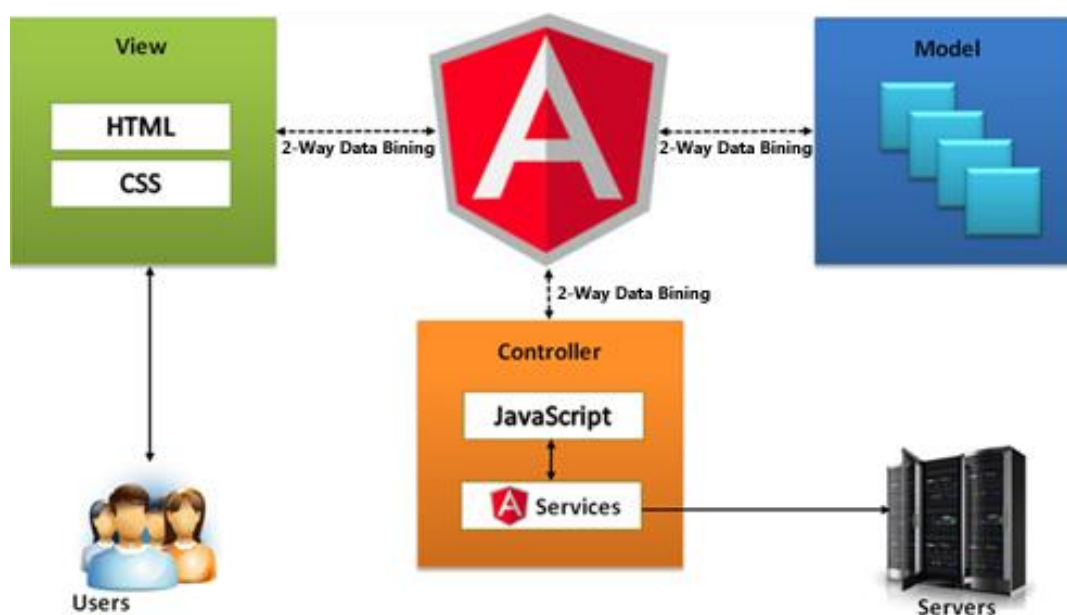 View
HTML
CSS
2-Way Data Bining
A
2-Way Data Bining
Model
2-Way Data Bining
Controller
JavaScript
A Services
Users
Servers